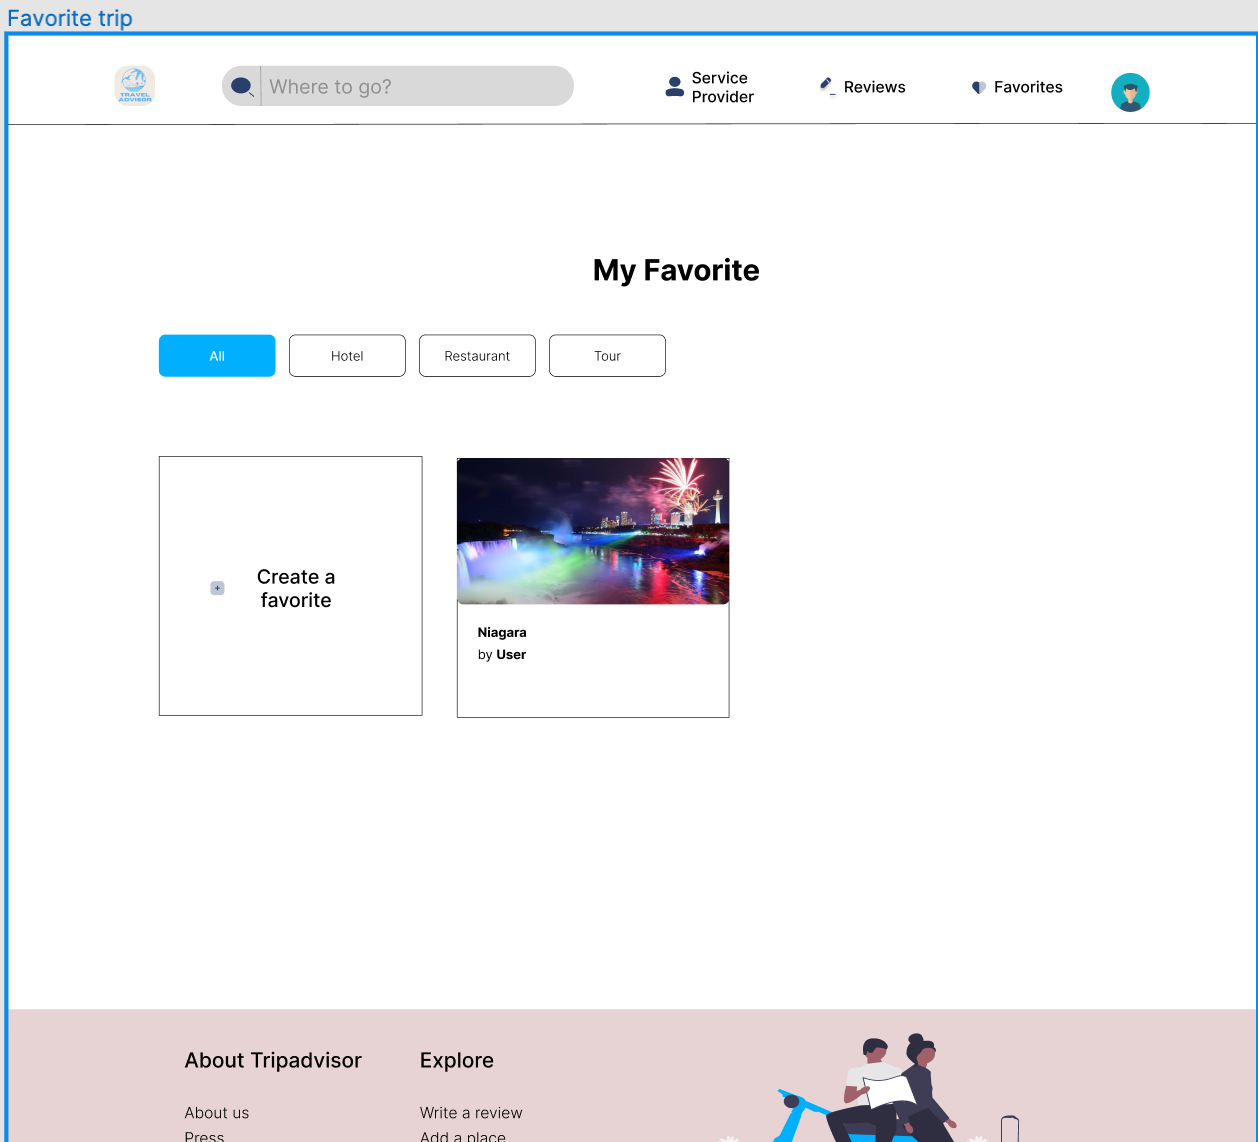 Favorite trip
TRAVEL
ADVISOR
Where to go?
Service
Provider
Reviews
Favorites
My Favorite
All
Hotel
Restaurant
Tour
+
Create a
favorite
Niagara
by User
About Tripadvisor
Explore
About us
Write a review
Press
Add a place